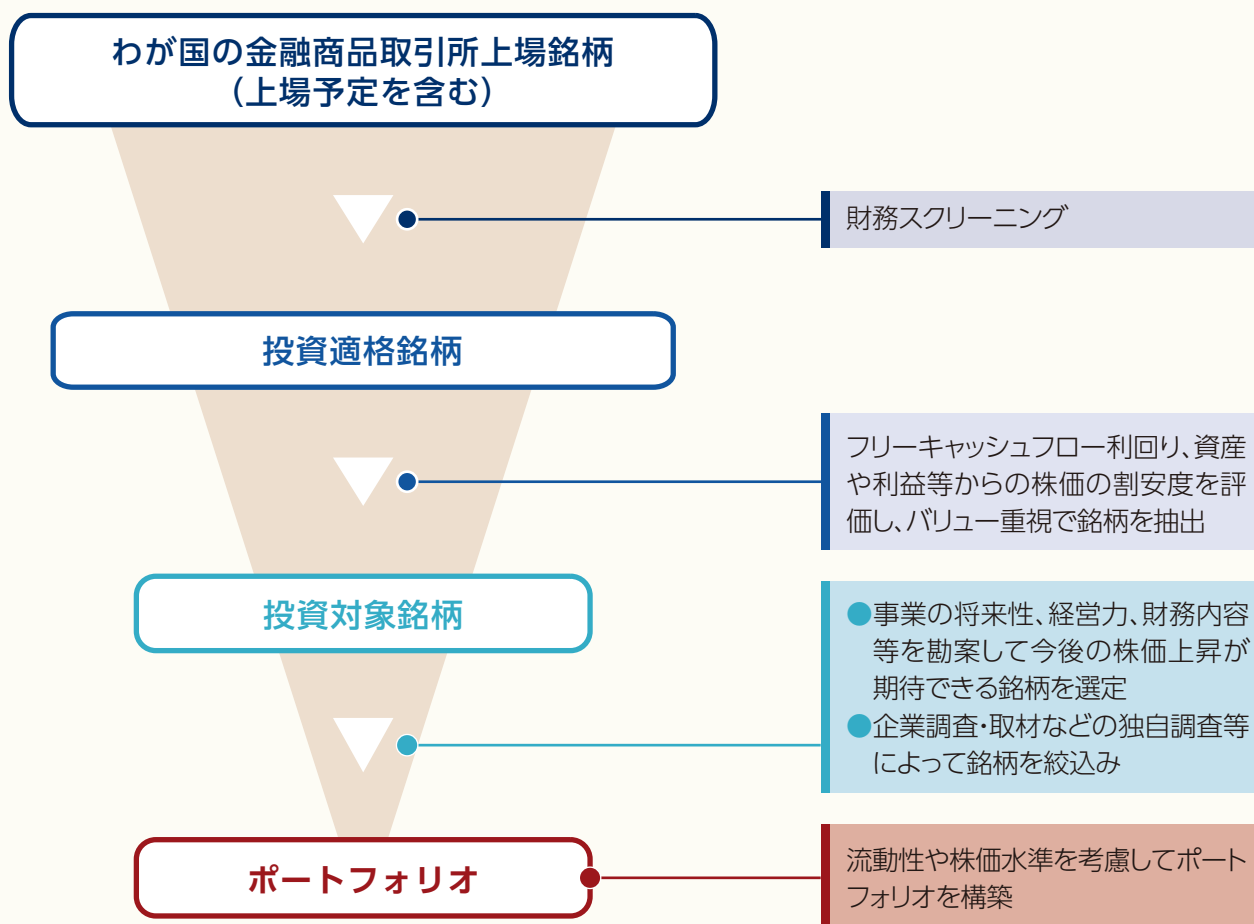 わが国の金融商品取引所上場銘柄
（上場予定を含む）
財務スクリーニング
投資適格銘柄
フリーキャッシュフロー利回り、資産
や利益等からの株価の割安度を評
価し、バリュー重視で銘柄を抽出
投資対象銘柄
●事業の将来性、経営力、財務内容
等を勘案して今後の株価上昇が
期待できる銘柄を選定
●企業調査・取材などの独自調査等
によって銘柄を絞込み
ポートフォリオ
流動性や株価水準を考慮してポート
フォリオを構築